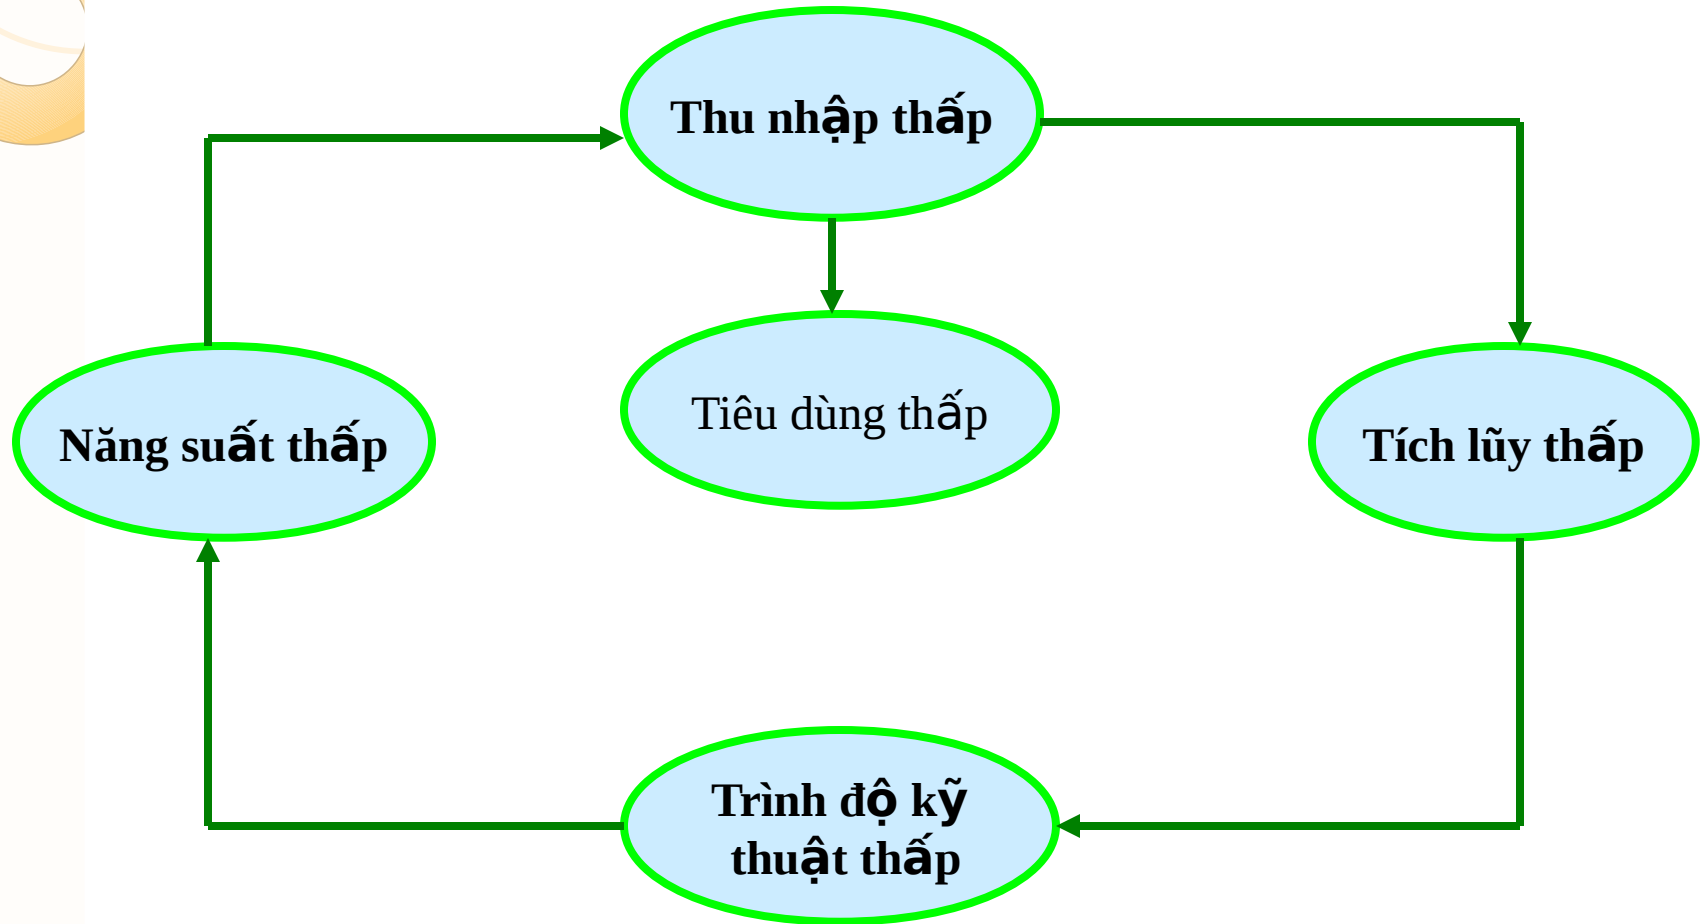 Thu nhập thấp
Tiêu dùng thấp
Năng suất thấp
Tích lũy thấp
Trình độ kỹ
thuật thấp